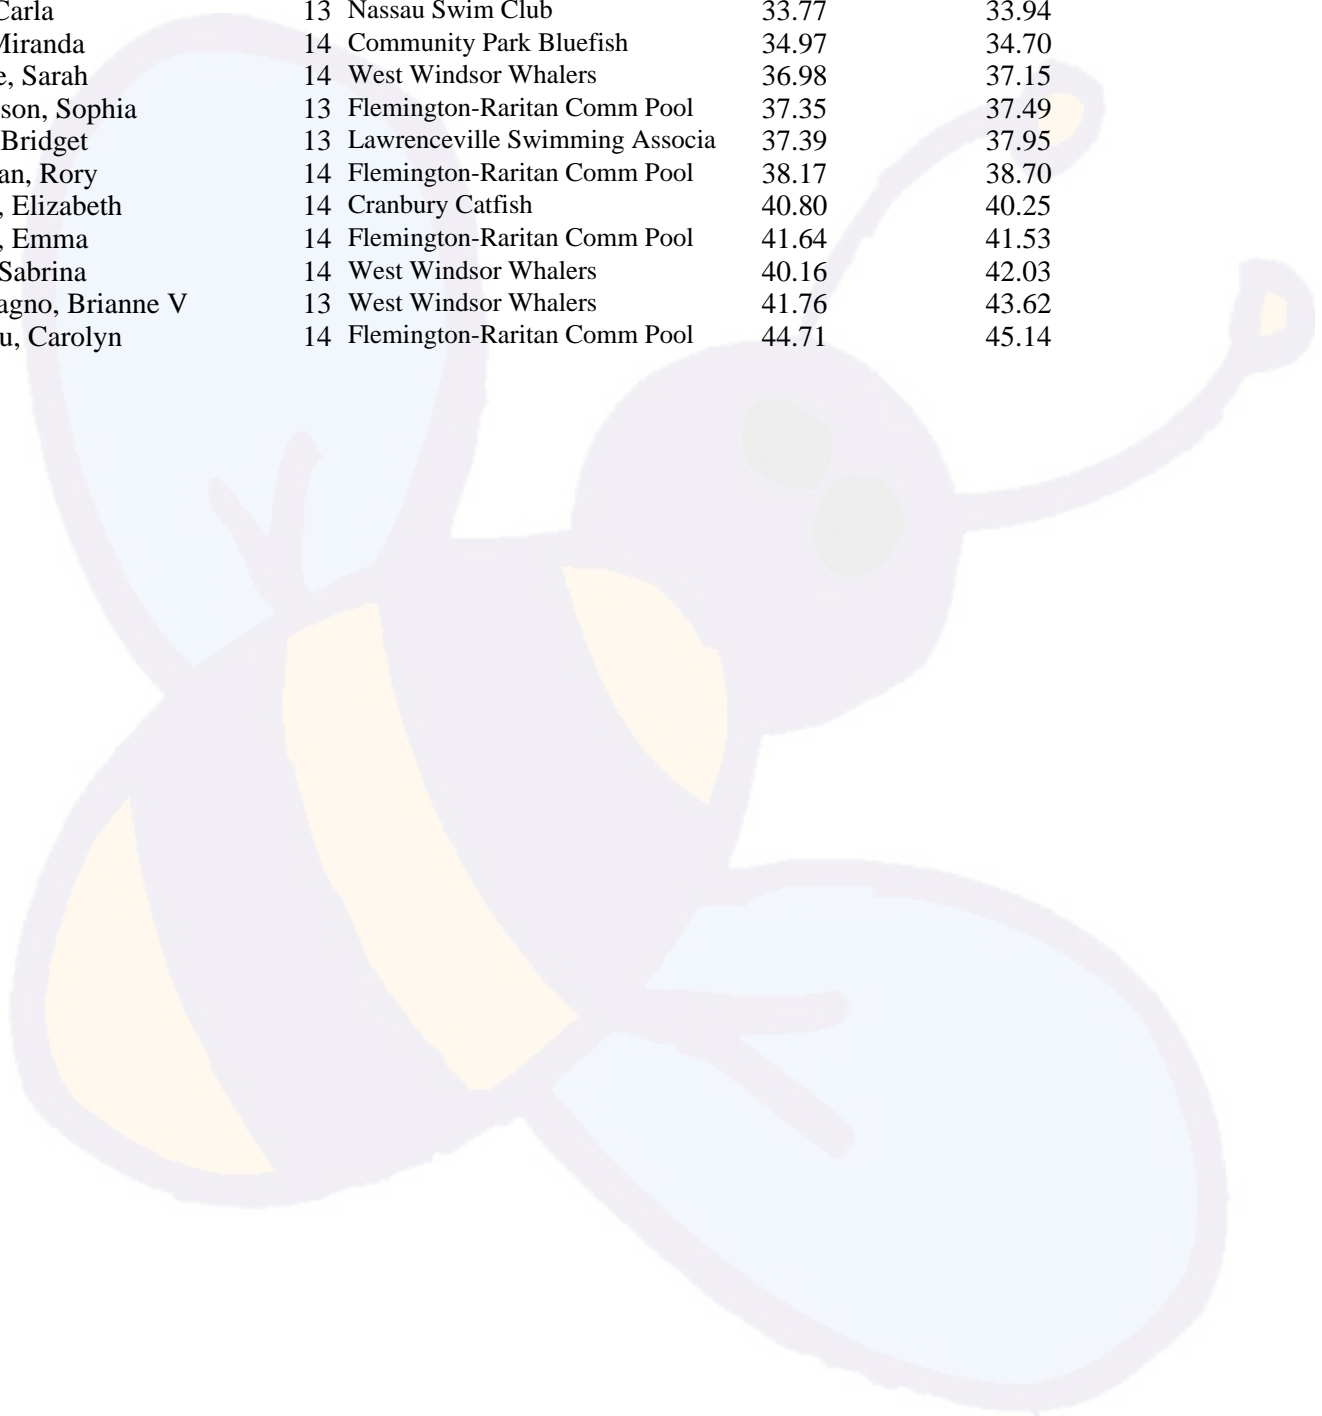 Carla 13 Nassau Swim Club 33.77 33.94
Miranda 14 Community Park Bluefish 34.97 34.70
e, Sarah 14 West Windsor Whalers 36.98 37.15
son, Sophia 13 Flemington-Raritan Comm Pool 37.35 37.49
Bridget 13 Lawrenceville Swimming Associa 37.39 37.95
an, Rory 14 Flemington-Raritan Comm Pool 38.17 38.70
, Elizabeth 14 Cranbury Catfish 40.80 40.25
, Emma 14 Flemington-Raritan Comm Pool 41.64 41.53
Sabrina 14 West Windsor Whalers 40.16 42.03
agno, Brianne V 13 West Windsor Whalers 41.76 43.62
u, Carolyn 14 Flemington-Raritan Comm Pool 44.71 45.14